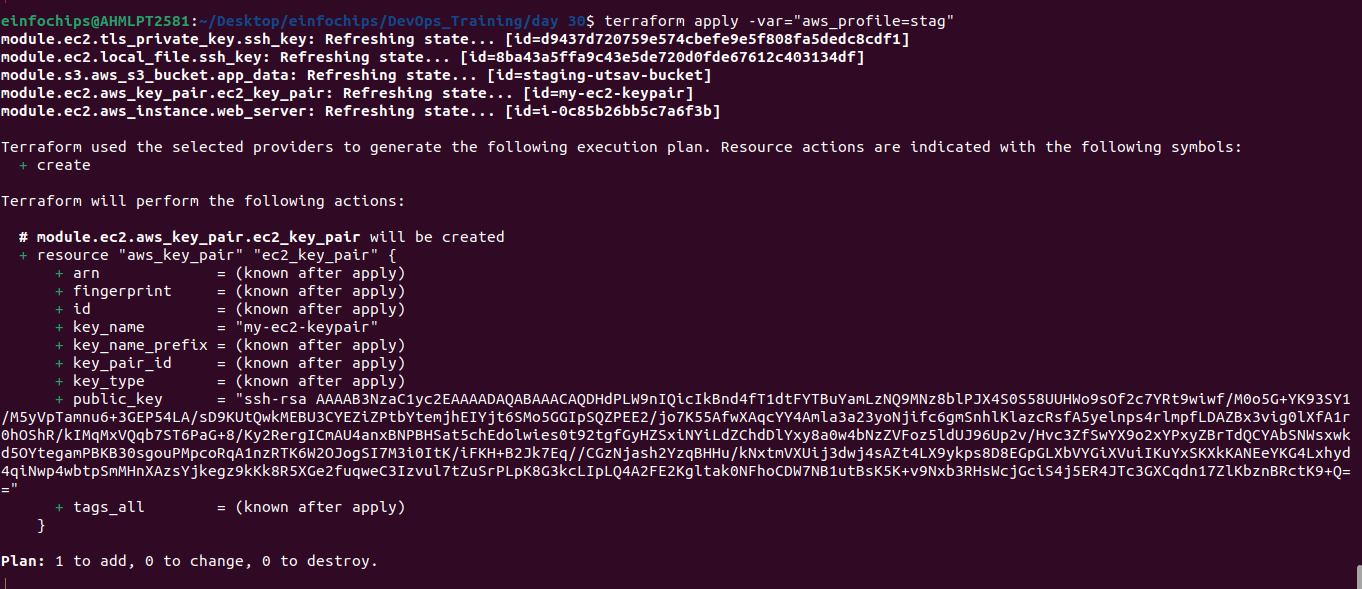 einfochips@AHMLPT2581:~/Desktop/einfochips/DevOps_Training/day 30$ terraform apply -var="aws_profile=stag"
module.ec2.tls_private_key.ssh_key: Refreshing state... [id=d9437d720759e574cbefe9e5f808fa5dedc8cdf1]
module.ec2.local_file.ssh_key: Refreshing state... [id=8ba43a5ffa9c43e5de720d0fde67612c403134df]
module.s3.aws_s3_bucket.app_data: Refreshing state... [id=staging-utsav-bucket]
module.ec2.aws_key_pair.ec2_key_pair: Refreshing state... [id=my-ec2-keypair]
module.ec2.aws_instance.web_server: Refreshing state... [id=i-0c85b26bb5c7a6f3b]
Terraform used the selected providers to generate the following execution plan. Resource actions are indicated with the following symbols:
+ create
Terraform will perform the following actions:
# module.ec2.aws_key_pair.ec2_key_pair will be created
+ resource "aws_key_pair" "ec2_key_pair" {
+ arn = (known after apply)
+ fingerprint = (known after apply)
+ id = (known after apply)
+ key_name = "my-ec2-keypair"
+ key_name_prefix = (known after apply)
+ key_pair_id = (known after apply)
+ key_type = (known after apply)
+ public_key = "ssh-rsa AAAAB3NzaC1yc2EAAAADAQABAAACAQDHdPLW9nIQicIkBnd4fT1dtFYTBuYamLzNQ9MNz8blPJX4S0S58UUHWo9sOf2c7YRt9wiwf/M0o5G+YK93SY1
/M5yVpTamnu6+3GEP54LA/sD9KUtQwkMEBU3CYEZiZPtbYtemjhEIYjt6SMo5GGIpSQZPEE2/jo7K55AfwXAqcYY4Amla3a23yoNjifc6gmSnhlKlazcRsfA5yelnps4rlmpfLDAZBx3vig0lXfA1r
0hOShR/kIMqMxVQqb7ST6PaG+8/Ky2RergICmAU4anxBNPBHSat5chEdolwies0t92tgfGyHZSxiNYiLdZChdDlYxy8a0w4bNzZVFoz5ldUJ96Up2v/Hvc3ZfSwYX9o2xYPxyZBrTdQCYAbSNWsxwk
d5OYtegamPBKB30sgouPMpcoRqA1nzRTK6W2OJogSI7M3i0ItK/iFKH+B2Jk7Eq//CGzNjash2YzqBHHu/kNxtmVXUij3dwj4sAZt4LX9ykps8D8EGpGLXbVYGiXVuiIKuYxSKXkKANEeYKG4Lxhyd
4qiNwp4wbtpSmMHnXAzsYjkegz9kKk8R5XGe2fuqweC3Izvul7tZuSrPLpK8G3kcLIpLQ4A2FE2Kgltak0NFhoCDW7NB1utBsK5K+v9Nxb3RHsWcjGciS4j5ER4JTc3GXCqdn17ZlKbznBRctK9+Q=
="
+ tags_all = (known after apply)
}
Plan: 1 to add, 0 to change, 0 to destroy.